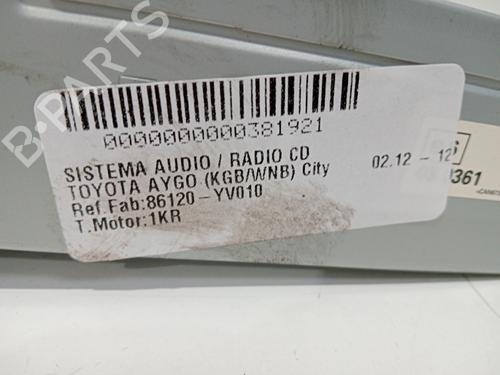 B-PARTS
0000000000381921
SISTEMA AUDIO / RADIO CD
TOYOTA AYGO (KGB/WNB) City 02.12 - 12
Ref.Fab:86120-YV010
T.Motor:1KR